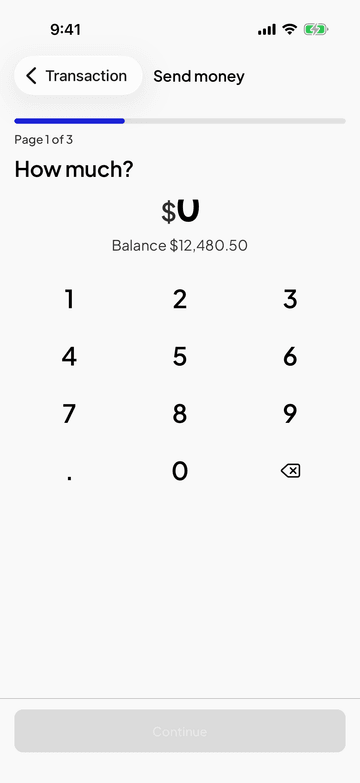 9:41
Transaction
Send money
Page 1 of 3
How much?
$0
Balance $12,480.50
1 2 3
4 5 6
7 8 9
. 0
Continue